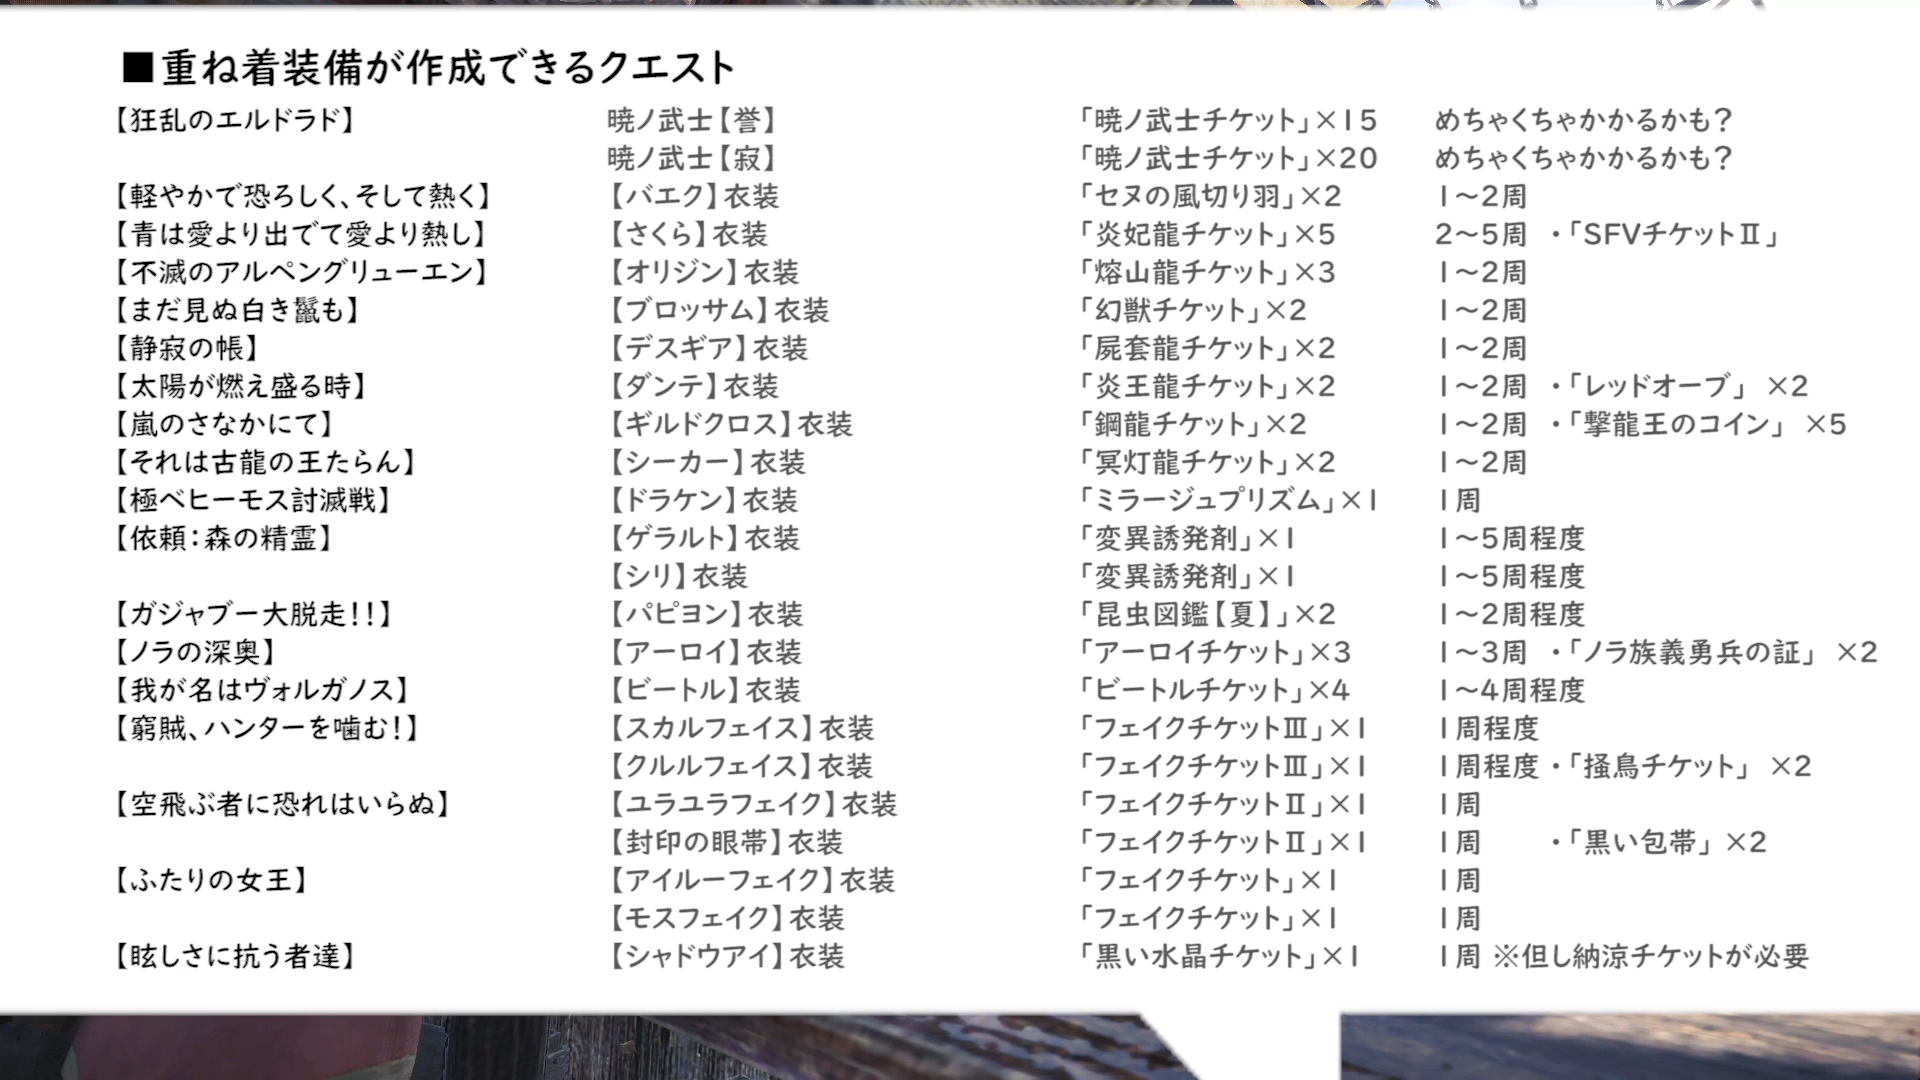 ■重ね着装備が作成できるクエスト
【狂乱のエルドラド】 暁ノ武士【誉】 「暁ノ武士チケット」×15 めちゃくちゃかかるかも?
暁ノ武士【寂】 「暁ノ武士チケット」×20 めちゃくちゃかかるかも?
【軽やかで恐ろしく、そして熱く】 【バエク】衣装 「セヌの風切り羽」×2 1〜2周
【青は愛より出でて愛より熱し】 【さくら】衣装 「炎妃龍チケット」×5 2〜5周 ・「SFVチケットⅡ」
【不滅のアルペングリューエン】 【オリジン】衣装 「熔山龍チケット」×3 1〜2周
【まだ見ぬ白き鬣も】 【ブロッサム】衣装 「幻獣チケット」×2 1〜2周
【静寂の帳】 【デスギア】衣装 「屍套龍チケット」×2 1〜2周
【太陽が燃え盛る時】 【ダンテ】衣装 「炎王龍チケット」×2 1〜2周 ・「レッドオーブ」 ×2
【嵐のさなかにて】 【ギルドクロス】衣装 「鋼龍チケット」×2 1〜2周 ・「撃龍王のコイン」 ×5
【それは古龍の王たらん】 【シーカー】衣装 「冥灯龍チケット」×2 1〜2周
【極ベヒーモス討滅戦】 【ドラケン】衣装 「ミラージュプリズム」×1 1周
【依頼：森の精霊】 【ゲラルト】衣装 「変異誘発剤」×1 1〜5周程度
【シリ】衣装 「変異誘発剤」×1 1〜5周程度
【ガジャブー大脱走!!】 【パピヨン】衣装 「昆虫図鑑【夏】」×2 1〜2周程度
【ノラの深奥】 【アーロイ】衣装 「アーロイチケット」×3 1〜3周 ・「ノラ族義勇兵の証」 ×2
【我が名はヴォルガノス】 【ビートル】衣装 「ビートルチケット」×4 1〜4周程度
【窮賊、ハンターを噛む!】 【スカルフェイス】衣装 「フェイクチケットⅢ」×1 1周程度
【クルルフェイス】衣装 「フェイクチケットⅢ」×1 1周程度 ・「掻鳥チケット」 ×2
【空飛ぶ者に恐れはいらぬ】 【ユラユラフェイク】衣装 「フェイクチケットⅡ」×1 1周
【封印の眼帯】衣装 「フェイクチケットⅡ」×1 1周 ・「黒い包帯」 ×2
【ふたりの女王】 【アイルーフェイク】衣装 「フェイクチケット」×1 1周
【モスフェイク】衣装 「フェイクチケット」×1 1周
【眩しさに抗う者達】 【シャドウアイ】衣装 「黒い水晶チケット」×1 1周 ※但し納涼チケットが必要